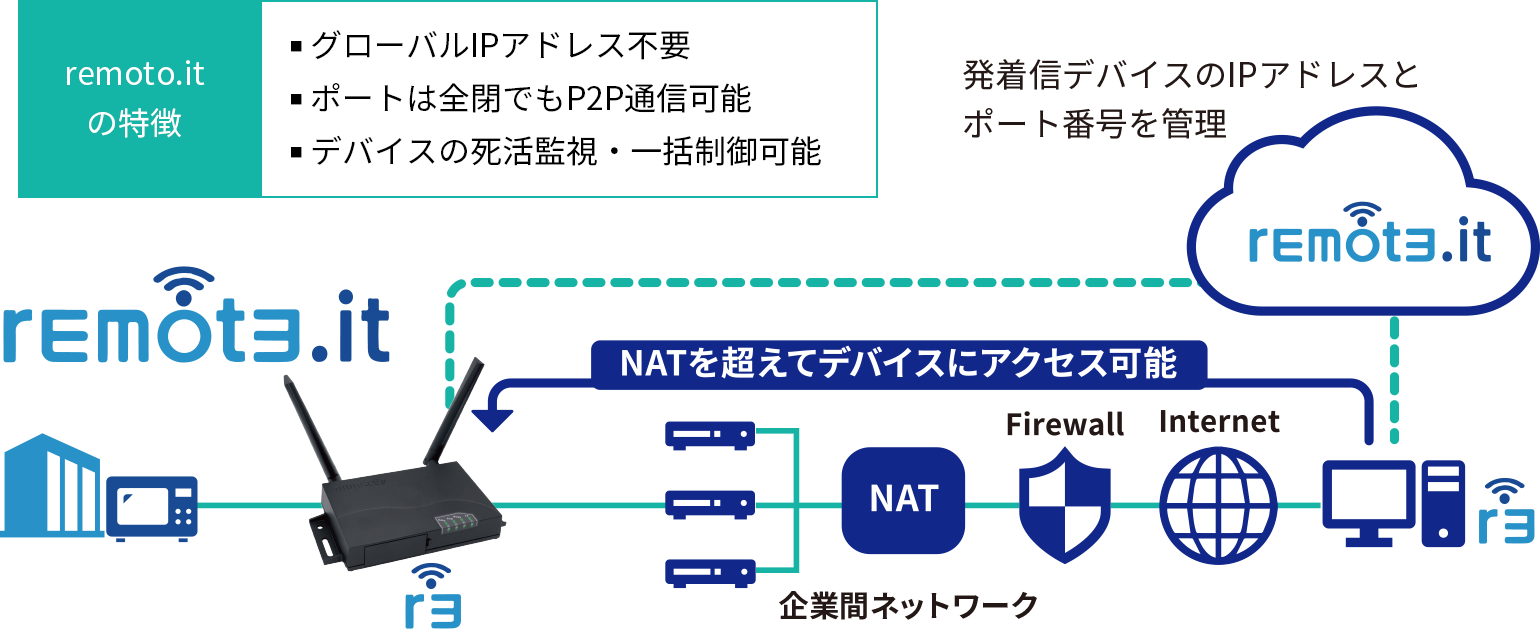 remoto.it
の特徴
▪ グローバルIPアドレス不要
▪ ポートは全閉でもP2P通信可能
▪ デバイスの死活監視・一括制御可能
発着信デバイスのIPアドレスと
ポート番号を管理
remote.it
remote.it
NATを超えてデバイスにアクセス可能
Firewall
Internet
NAT
r3
r3
企業間ネットワーク